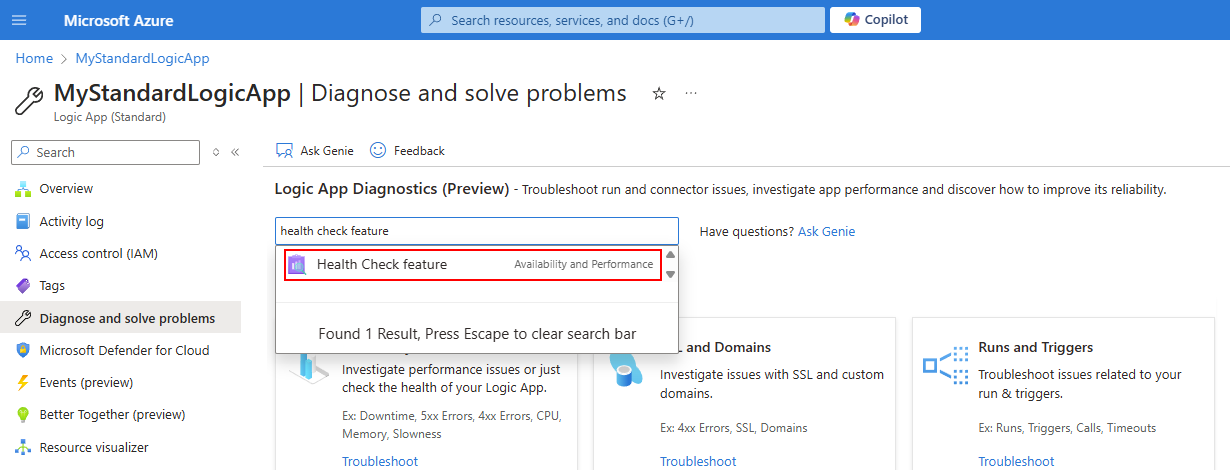 Microsoft Azure
Search resources, services, and docs (G+/)
Copilot
Home > MyStandardLogicApp
MyStandardLogicApp | Diagnose and solve problems
Logic App (Standard)
Search
Overview
Activity log
Access control (IAM)
Tags
Diagnose and solve problems
Microsoft Defender for Cloud
Events (preview)
Better Together (preview)
Resource visualizer
Ask Genie
Feedback
Logic App Diagnostics (Preview) - Troubleshoot run and connector issues, investigate app performance and discover how to improve its reliability.
health check feature
Have questions? Ask Genie
Health Check feature
Availability and Performance
Found 1 Result, Press Escape to clear search bar
Investigate performance issues or just
check the health of your Logic App.
Ex: Downtime, 5xx Errors, 4xx Errors, CPU,
Memory, Slowness
Troubleshoot
and Domains
Investigate issues with SSL and custom
domains.
Ex: 4xx Errors, SSL, Domains
Troubleshoot
Runs and Triggers
Troubleshoot issues related to your
run & triggers.
Ex: Runs, Triggers, Calls, Timeouts
Troubleshoot